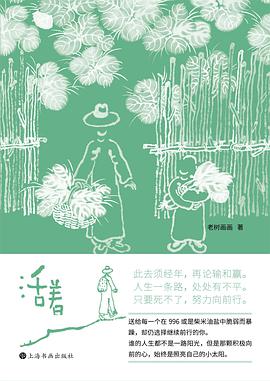 老树画画 著
活着
此去须经年，再论输和赢。
人生一条路，处处有不平。
只要死不了，努力向前行。
送给每一个在 996 或是柴米油盐中脆弱而暴
躁，却仍选择继续前行的你。
谁的人生都不是一路阳光，但是那颗积极向
前的心，始终是照亮自己的小太阳。
上海书画出版社